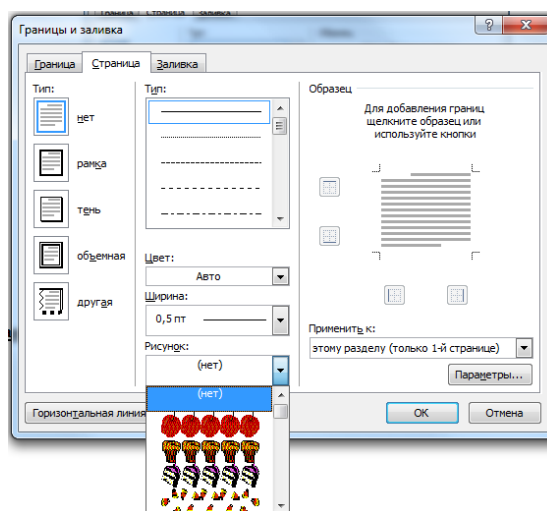 Границы и заливка
Граница
Страница
Заливка
Тип:
нет
рамка
тень
объемная
другая
Тип:
Цвет:
Авто
Ширина:
0,5 пт
Рисунок:
(нет)
(нет)
Образец
Для добавления границ
щелкните образец или
используйте кнопки
Применить к:
этому разделу (только 1-й странице)
Параметры...
Горизонтальная линия
ОК
Отмена